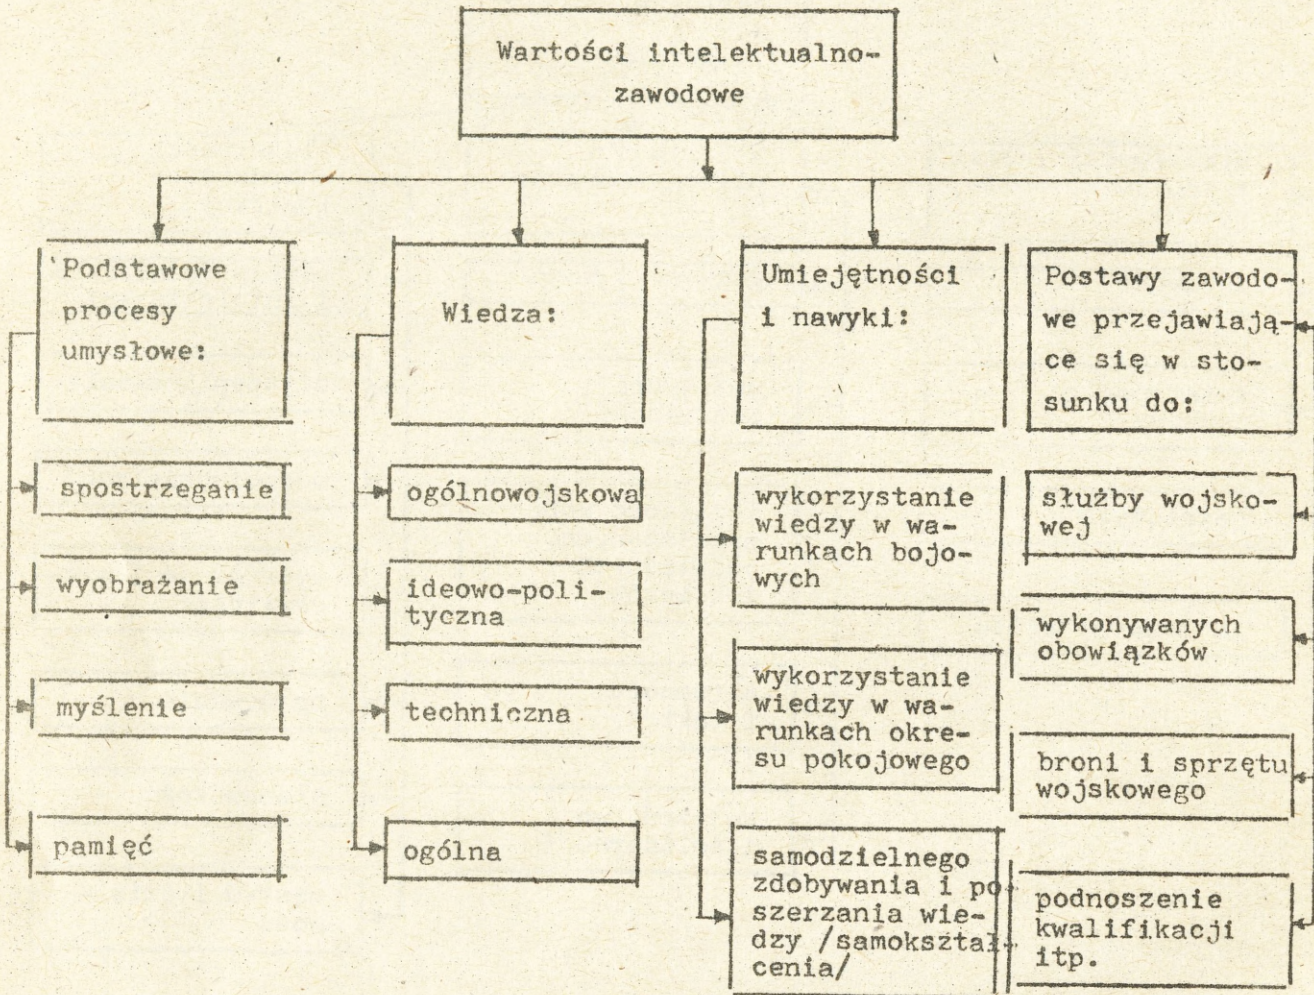 Wartości intelektualno-
zawodowe
Podstawowe
procesy
umysłowe:
spostrzeganie
wyobrażanie
myślenie
pamięć
Wiedza:
ogólnowojskowa
ideowo-poli-
tyczna
techniczna
ogólna
Umiejętności
i nawyki:
wykorzystanie
wiedzy w wa-
runkach bojo-
wych
wykorzystanie
wiedzy w wa-
runkach okre-
su pokojowego
samodzielnego
zdobywania i po-
szerzania wie-
dzy /samokształ-
cenia/
Postawy zawodo-
we przejawiają-
ce się w sto-
sunku do:
służby wojsko-
wej
wykonywanych
obowiązków
broni i sprzętu
wojskowego
podnoszenie
kwalifikacji
itp.